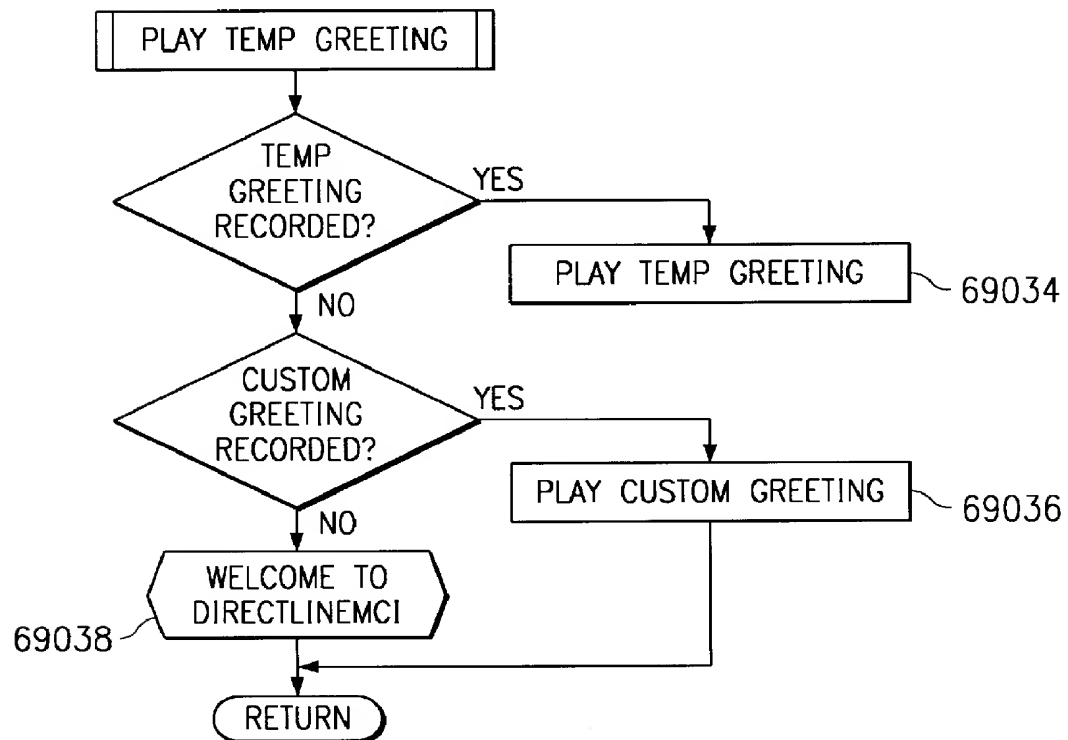 PLAY TEMP GREETING
TEMP
GREETING
RECORDED?
YES
PLAY TEMP GREETING
69034
NO
CUSTOM
GREETING
RECORDED?
YES
PLAY CUSTOM GREETING
69036
NO
WELCOME TO
DIRECTLINEMCI
69038
RETURN